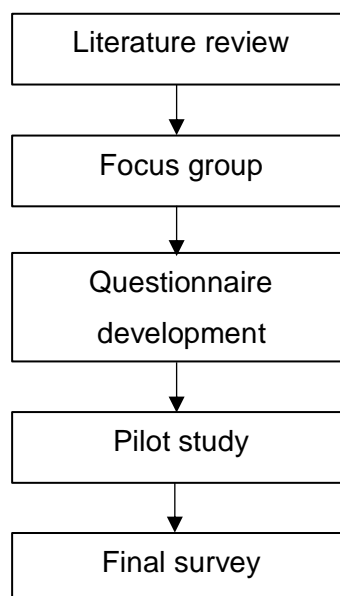 Literature review
Focus group
Questionnaire
development
Pilot study
Final survey